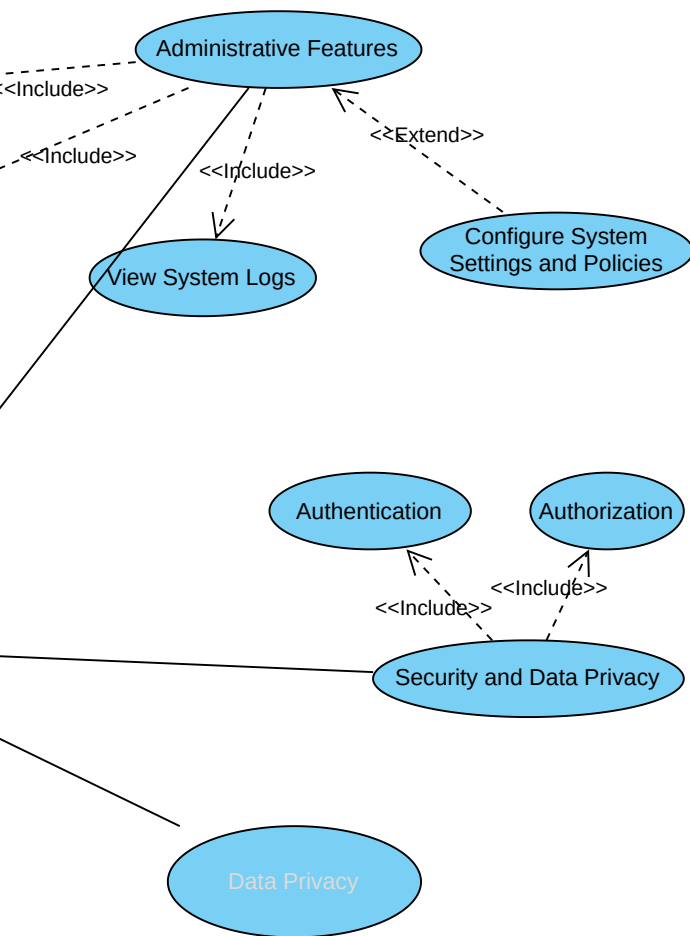 Administrative Features
<<Include>>
<<Extend>>
<<Include>>
<<Include>>
Configure System
Settings and Policies
View System Logs
Authentication
Authorization
<<Include>>
<<Include>>
Security and Data Privacy
Data Privacy